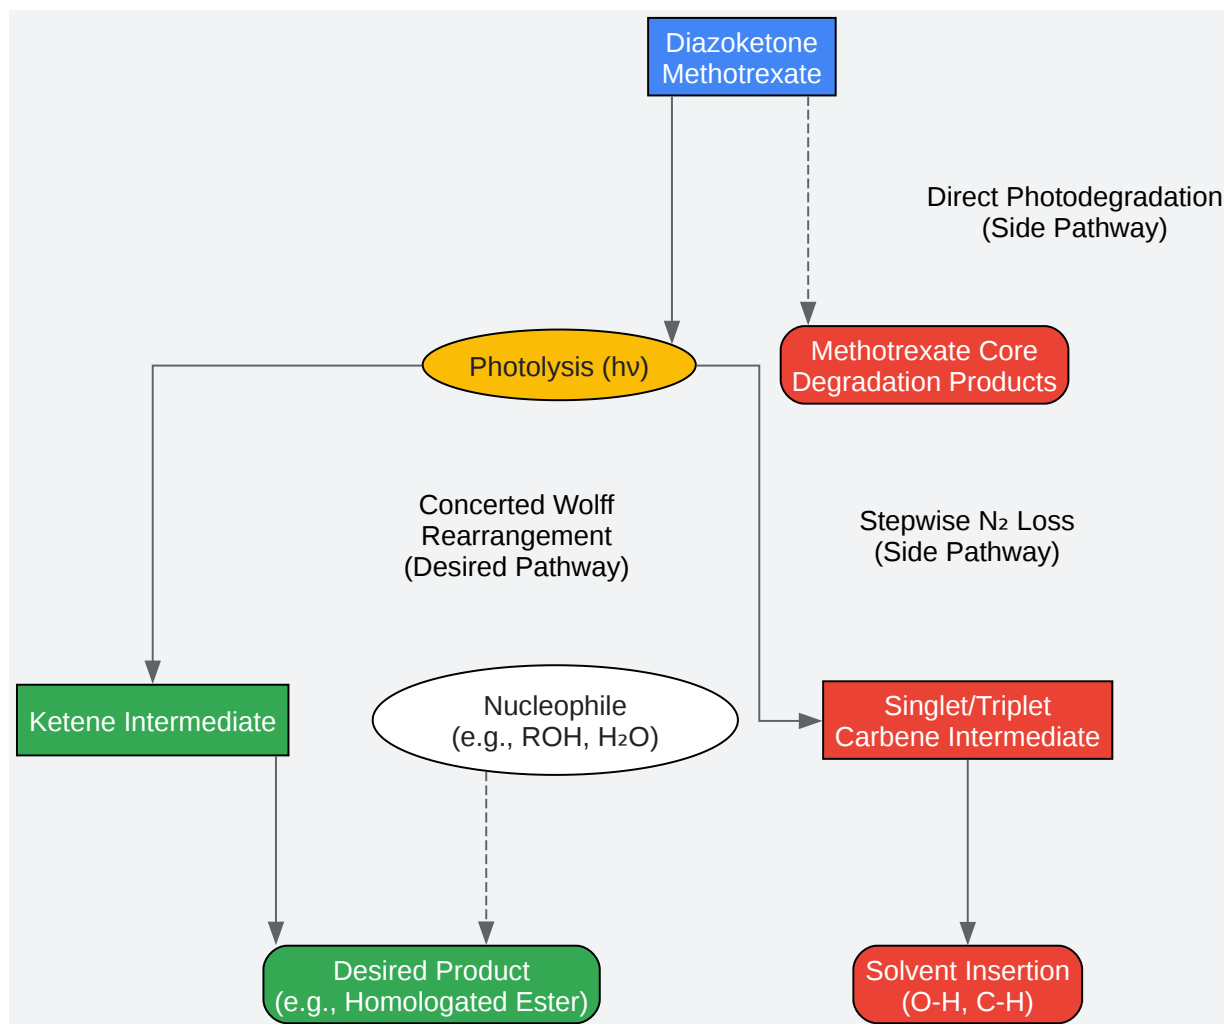 Diazoketone
Methotrexate
Direct Photodegradation
(Side Pathway)
Photolysis (hν)
Methotrexate Core
Degradation Products
Concerted Wolff
Rearrangement
(Desired Pathway)
Stepwise N₂ Loss
(Side Pathway)
Ketene Intermediate
Nucleophile
(e.g., ROH, H₂O)
Singlet/Triplet
Carbene Intermediate
Desired Product
(e.g., Homologated Ester)
Solvent Insertion
(O-H, C-H)